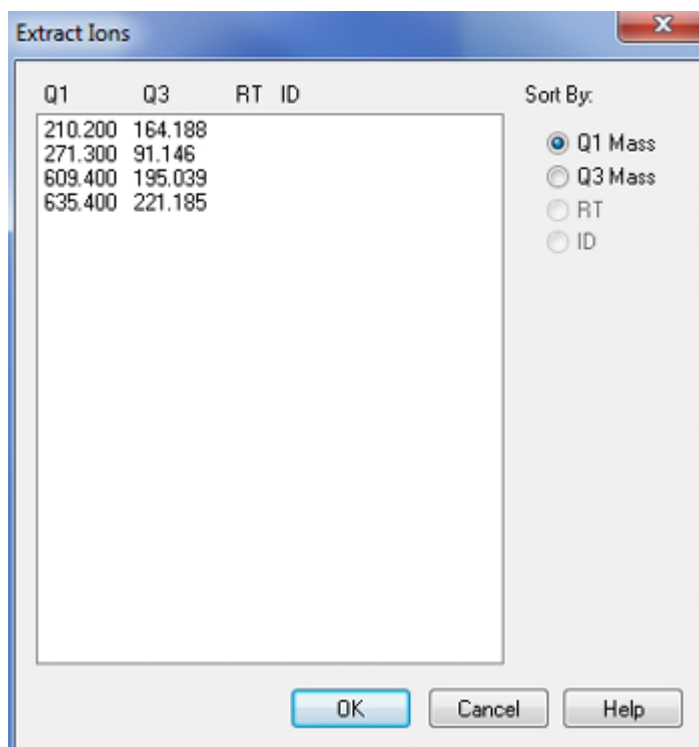 Extract Ions
Q1 Q3 RT ID
210.200 164.188
271.300 91.146
609.400 195.039
635.400 221.185
Sort By:
Q1 Mass
Q3 Mass
RT
ID
OK Cancel Help